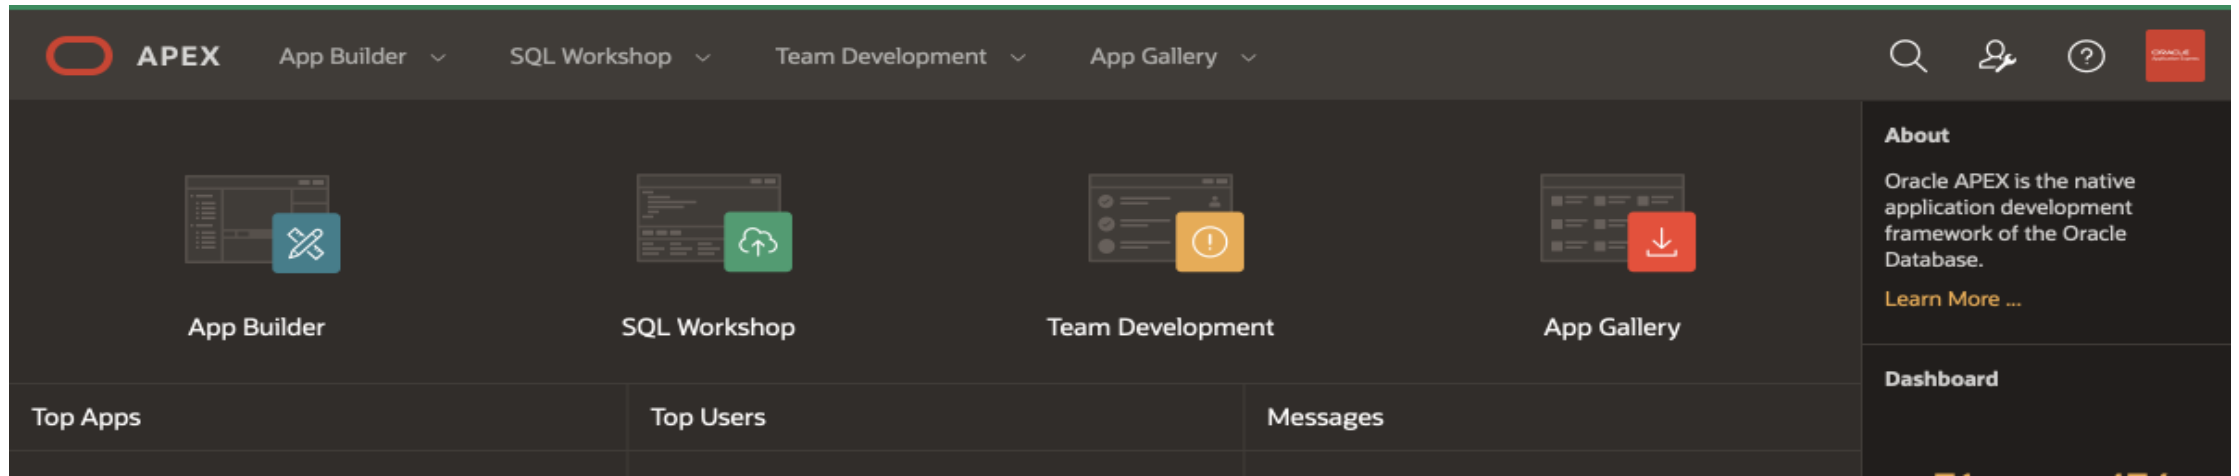 APEX App Builder SQL Workshop Team Development App Gallery
ORACLE
App Builder
SQL Workshop
Team Development
App Gallery
Top Apps
Top Users
Messages
About
Oracle APEX is the native
application development
framework of the Oracle
Database.
Learn More ...
Dashboard